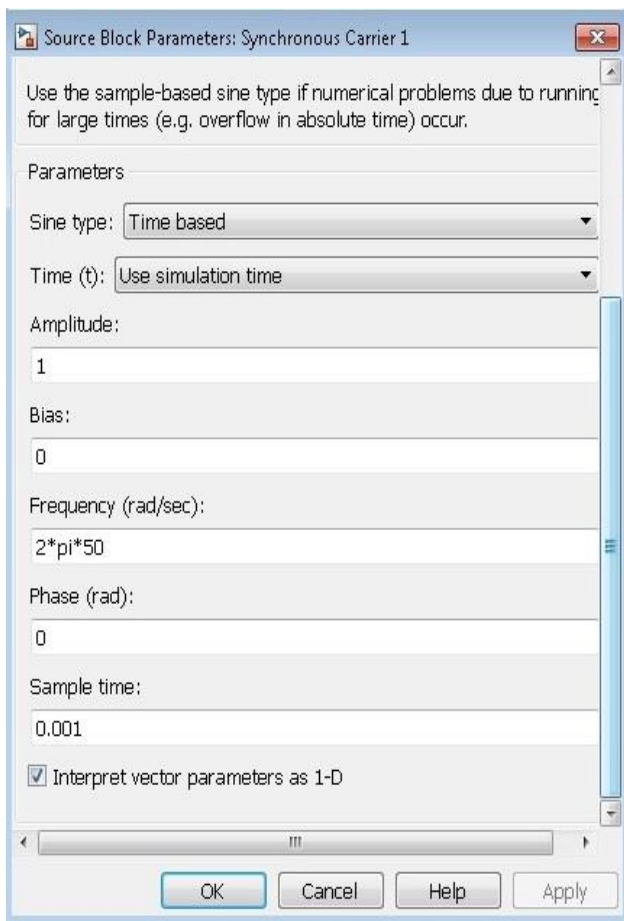 Source Block Parameters: Synchronous Carrier 1
Use the sample-based sine type if numerical problems due to running
for large times (e.g. overflow in absolute time) occur.
Parameters
Sine type: Time based
Time (t): Use simulation time
Amplitude:
1
Bias:
0
Frequency (rad/sec):
2*pi*50
Phase (rad):
0
Sample time:
0.001
Interpret vector parameters as 1-D
OK Cancel Help Apply